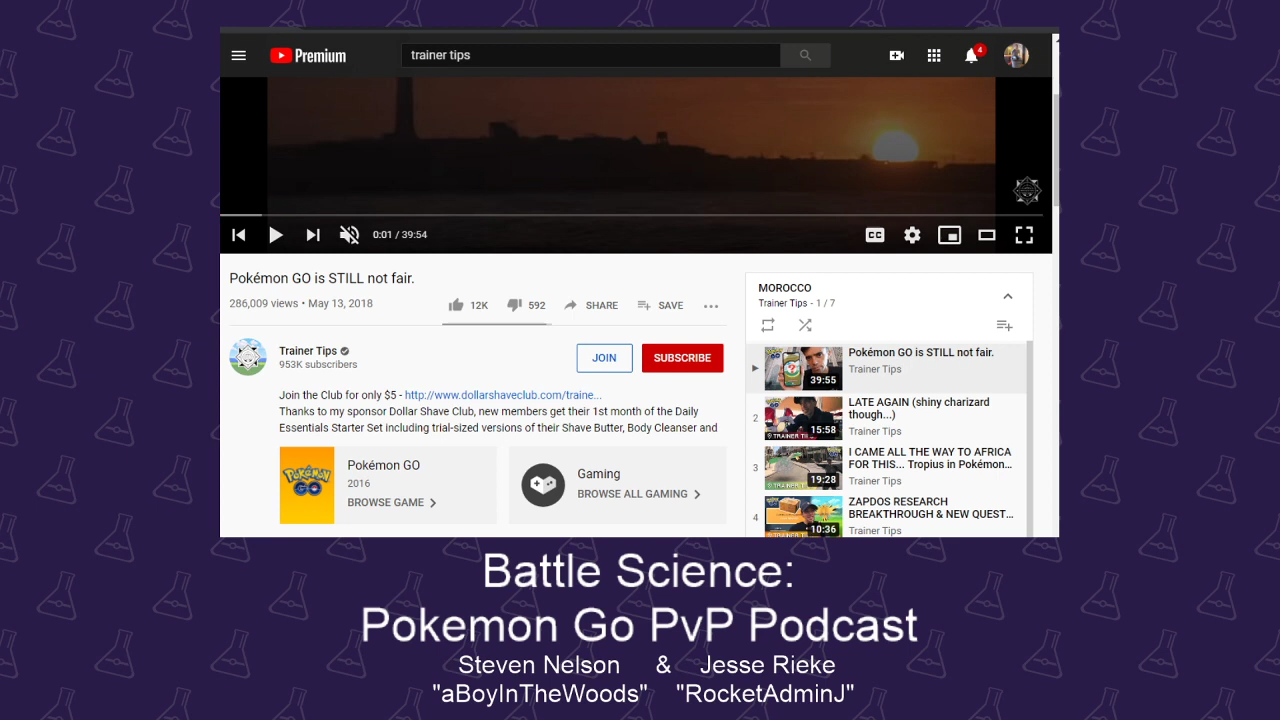 Premium
trainer tips
4
0:01 / 39:54
CC
Pokémon GO is STILL not fair.
286,009 views • May 13, 2018
12K
592
SHARE
SAVE
Trainer Tips
953K subscribers
JOIN
SUBSCRIBE
Join the Club for only $5 - http://www.dollarshaveclub.com/traine...
Thanks to my sponsor Dollar Shave Club, new members get their 1st month of the Daily
Essentials Starter Set including trial-sized versions of their Shave Butter, Body Cleanser and
POKéMON
GO
Pokémon GO
2016
BROWSE GAME
Gaming
BROWSE ALL GAMING
MOROCCO
Trainer Tips - 1 / 7
39:55
Pokémon GO is STILL not fair.
Trainer Tips
2
15:58
LATE AGAIN (shiny charizard
though...)
Trainer Tips
3
19:28
I CAME ALL THE WAY TO AFRICA
FOR THIS... Tropius in Pokémon...
Trainer Tips
4
10:36
ZAPDOS RESEARCH
BREAKTHROUGH & NEW QUEST...
Trainer Tips
Battle Science:
Pokemon Go PvP Podcast
Steven Nelson & Jesse Rieke
"aBoyInTheWoods" "RocketAdminJ"